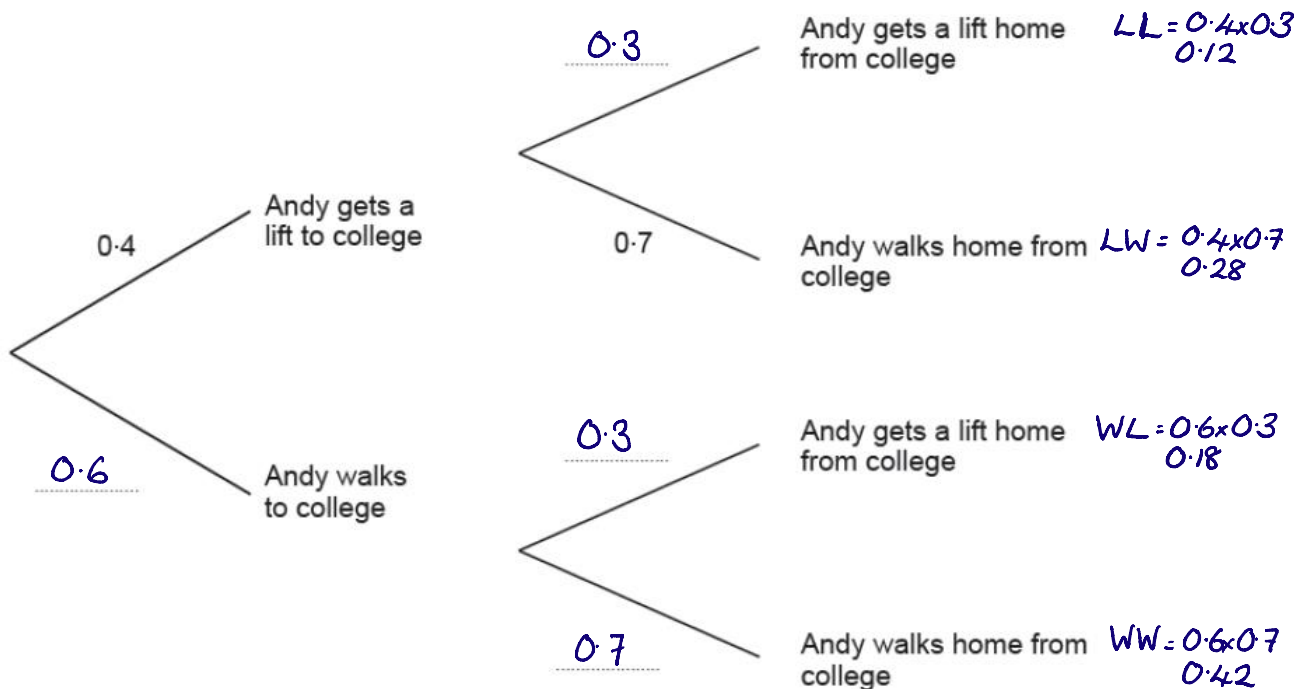 0.3
Andy gets a lift home
from college
LL = 0.4x0.3
0.12
Andy gets a
lift to college
0·4
0·7
Andy walks home from
college
LW = 0.4x0.7
0.28
0.6
Andy walks
to college
0.3
Andy gets a lift home
from college
WL = 0.6x0.3
0.18
0.7
Andy walks home from
college
WW = 0.6x0.7
0.42